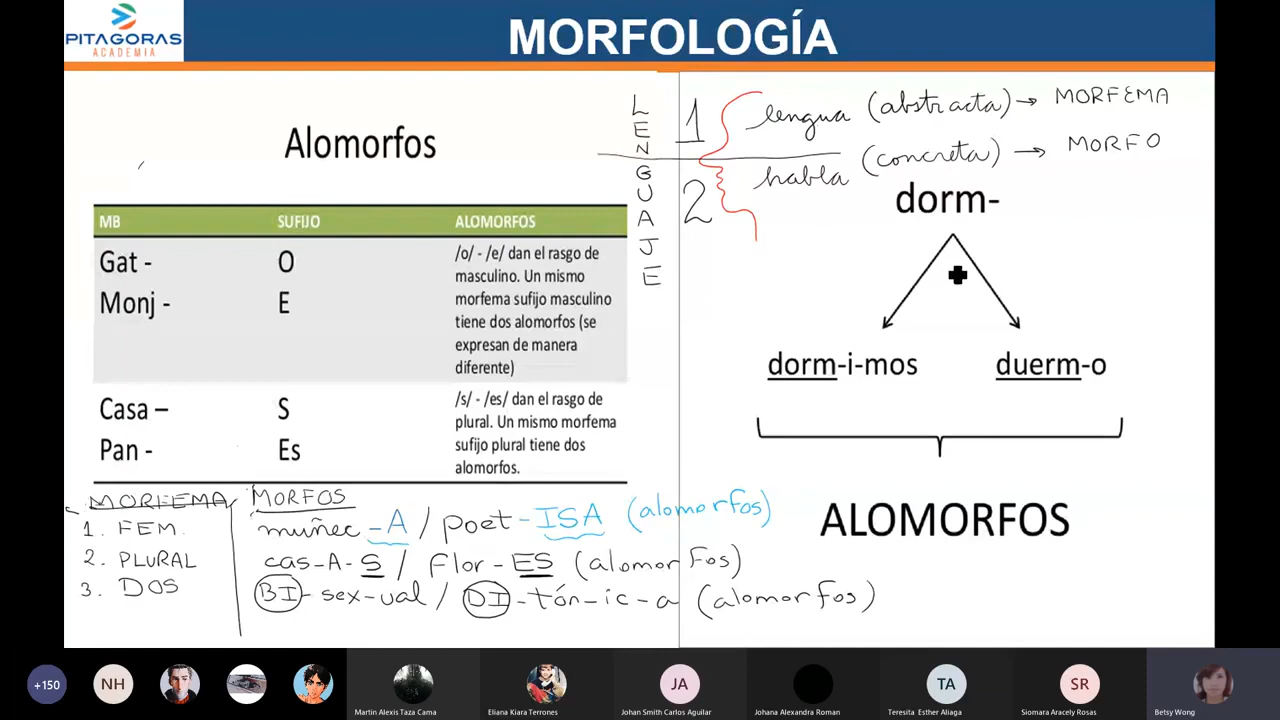 PITAGORAS
ACADEMIA
MORFOLOGÍA
Alomorfos
MB SUFIJO ALOMORFOS
Gat - O
Monj - E
/o/ - /e/ dan el rasgo de
masculino. Un mismo
morfema sufijo masculino
tiene dos alomorfos (se
expresan de manera
diferente)
Casa – S
Pan - Es
/s/ - /es/ dan el rasgo de
plural. Un mismo morfema
sufijo plural tiene dos
alomorfos.
LENGUAJE
1 lengua (abstracta) → MORFEMA
2 habla (concreta) → MORFO
dorm-
dorm-i-mos duerm-o
ALOMORFOS
MORFEMA MORFOS
1. FEM. muñec-A / poet-ISA (alomorfos)
2. PLURAL cas-A-S / Flor-ES (alomorfos)
3. DOS BI-sex-ual / DI-tón-ic-a (alomorfos)
+150 NH JA TA SR
Martin Alexis Taza Cama Eliana Kiara Terrones Johan Smith Carlos Aguilar Johana Alexandra Roman Teresita Esther Aliaga Siomara Aracely Rosas Betsy Wong